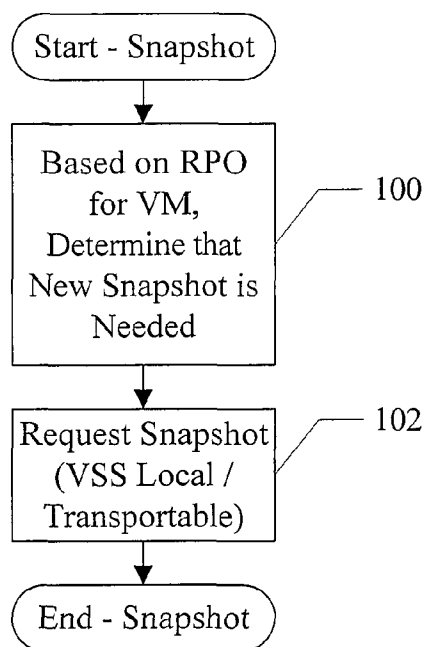 Start - Snapshot
Based on RPO
for VM,
Determine that
New Snapshot is
Needed
100
Request Snapshot
(VSS Local /
Transportable)
102
End - Snapshot